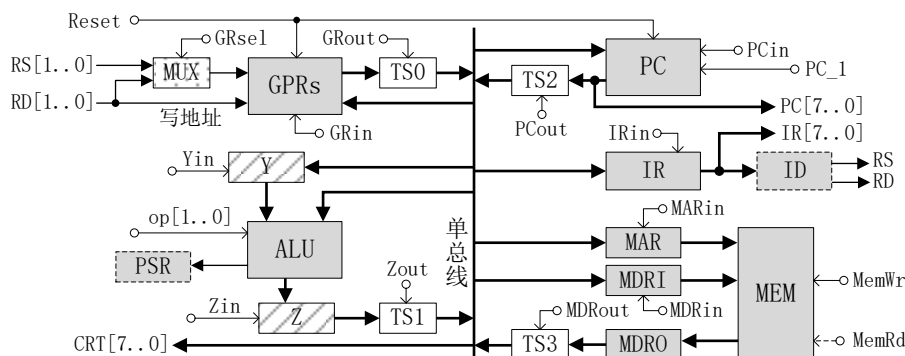 Reset
GRsel
GRout
PCin
RS[1..0]
MUX
GPRs
TS0
PC
TS2
PC_1
RD[1..0]
写地址
PC[7..0]
GRin
PCout
IRin
IR[7..0]
Yin
Y
IR
ID
RS
RD
op[1..0]
MARin
单总线
ALU
MAR
PSR
Zout
MDRI
MEM
MemWr
Zin
Z
TS1
MDRout
MDRin
CRT[7..0]
TS3
MDRO
MemRd